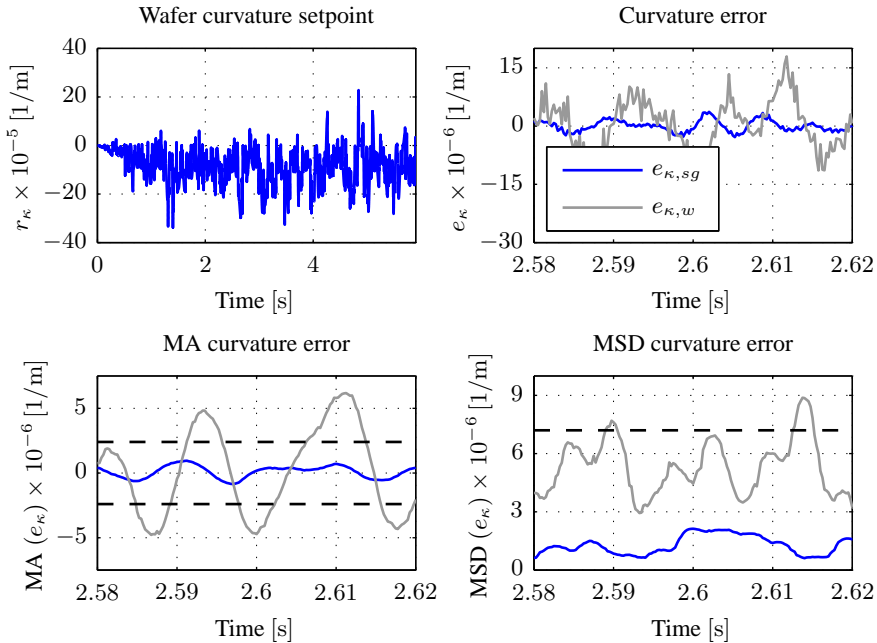 Wafer curvature setpoint
r_κ × 10^−5 [1/m]
40
20
0
−20
−40
0 2 4
Time [s]
Curvature error
e_κ × 10^−6 [1/m]
15
0
−15
−30
e_κ,sg
e_κ,w
2.58 2.59 2.6 2.61 2.62
Time [s]
MA curvature error
MA (e_κ) × 10^−6 [1/m]
5
0
−5
2.58 2.59 2.6 2.61 2.62
Time [s]
MSD curvature error
MSD (e_κ) × 10^−6 [1/m]
9
6
3
0
2.58 2.59 2.6 2.61 2.62
Time [s]